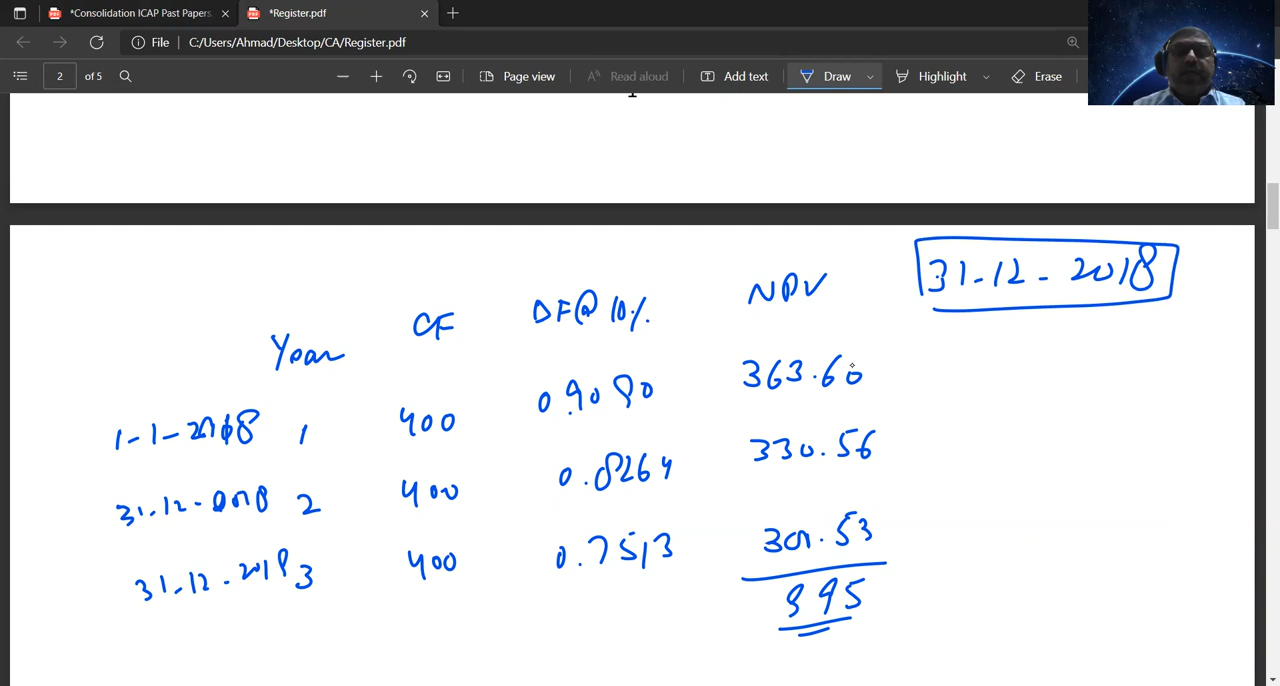 *Consolidation ICAP Past Papers.
*Register.pdf
File C:/Users/Ahmad/Desktop/CA/Register.pdf
2 of 5 Page view Read aloud Add text Draw Highlight Erase
31-12-2018
Year CF DF@ 10% NPV
1-1-2018 1 400 0.9090 363.60
31.12-2018 2 400 0.8264 330.56
31.12-2019 3 400 0.7513 301.53
995